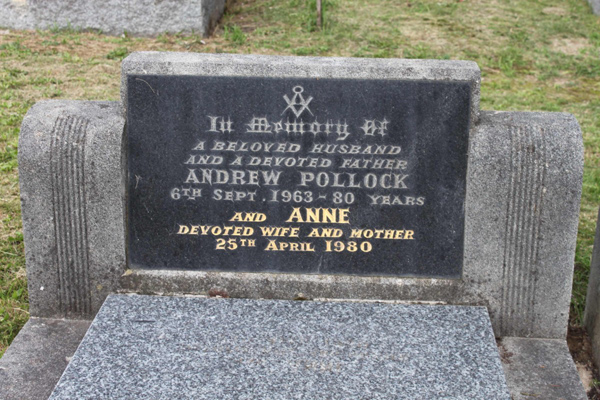 In Memory Of
A BELOVED HUSBAND
AND A DEVOTED FATHER
ANDREW POLLOCK
6TH SEPT. 1963-80 YEARS
AND ANNE
DEVOTED WIFE AND MOTHER
25TH APRIL 1980